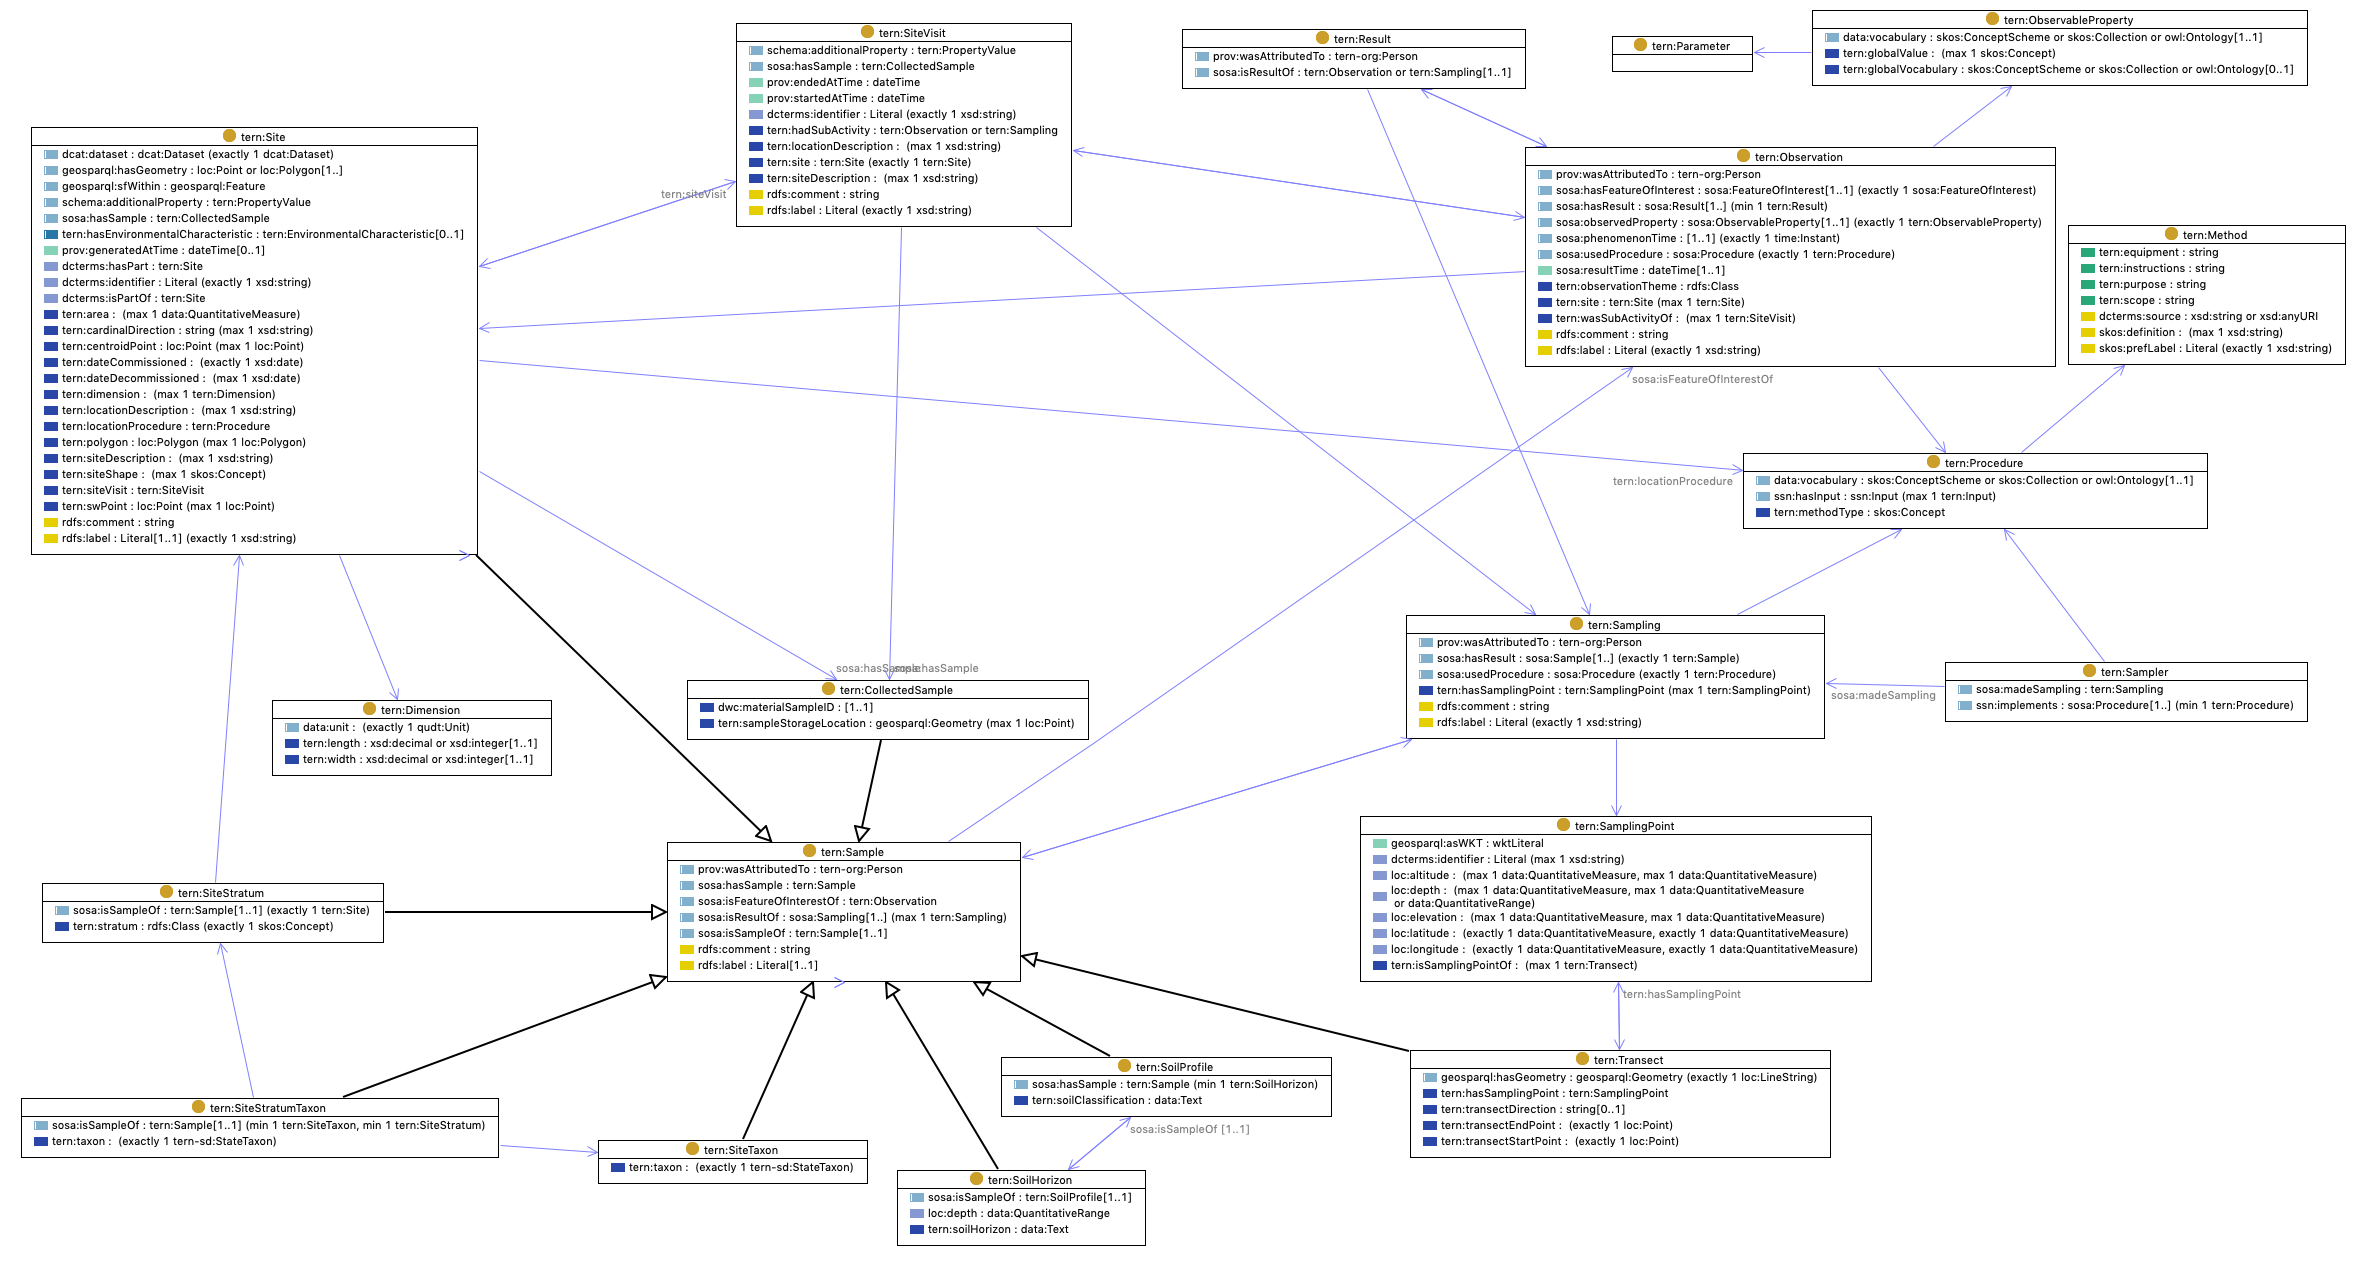 tern:SiteVisit
schema:additionalProperty : tern:PropertyValue
sosa:hasSample : tern:CollectedSample
prov:endedAtTime : dateTime
prov:startedAtTime : dateTime
dcterms:identifier : Literal (exactly 1 xsd:string)
tern:hadSubActivity : tern:Observation or tern:Sampling
tern:locationDescription :  (max 1 xsd:string)
tern:site : tern:Site (exactly 1 tern:Site)
tern:siteDescription :  (max 1 xsd:string)
rdfs:comment : string
rdfs:label : Literal (exactly 1 xsd:string)
tern:Result
prov:wasAttributedTo : tern-org:Person
sosa:isResultOf : tern:Observation or tern:Sampling[1..1]
tern:Parameter
tern:ObservableProperty
data:vocabulary : skos:ConceptScheme or skos:Collection or owl:Ontology[1..1]
tern:globalValue :  (max 1 skos:Concept)
tern:globalVocabulary : skos:ConceptScheme or skos:Collection or owl:Ontology[0..1]
tern:Site
dcat:dataset : dcat:Dataset (exactly 1 dcat:Dataset)
geosparql:hasGeometry : loc:Point or loc:Polygon[1..]
geosparql:sfWithin : geosparql:Feature
schema:additionalProperty : tern:PropertyValue
sosa:hasSample : tern:CollectedSample
tern:hasEnvironmentalCharacteristic : tern:EnvironmentalCharacteristic[0..1]
prov:generatedAtTime : dateTime[0..1]
dcterms:hasPart : tern:Site
dcterms:identifier : Literal (exactly 1 xsd:string)
dcterms:isPartOf : tern:Site
tern:area :  (max 1 data:QuantitativeMeasure)
tern:cardinalDirection : string (max 1 xsd:string)
tern:centroidPoint : loc:Point (max 1 loc:Point)
tern:dateCommissioned :  (exactly 1 xsd:date)
tern:dateDecommissioned :  (max 1 xsd:date)
tern:dimension :  (max 1 tern:Dimension)
tern:locationDescription :  (max 1 xsd:string)
tern:locationProcedure : tern:Procedure
tern:polygon : loc:Polygon (max 1 loc:Polygon)
tern:siteDescription :  (max 1 xsd:string)
tern:siteShape :  (max 1 skos:Concept)
tern:siteVisit : tern:SiteVisit
tern:swPoint : loc:Point (max 1 loc:Point)
rdfs:comment : string
rdfs:label : Literal[1..1] (exactly 1 xsd:string)
tern:siteVisit
tern:Observation
prov:wasAttributedTo : tern-org:Person
sosa:hasFeatureOfInterest : sosa:FeatureOfInterest[1..1] (exactly 1 sosa:FeatureOfInterest)
sosa:hasResult : sosa:Result[1..] (min 1 tern:Result)
sosa:observedProperty : sosa:ObservableProperty[1..1] (exactly 1 tern:ObservableProperty)
sosa:phenomenonTime : [1..1] (exactly 1 time:Instant)
sosa:usedProcedure : sosa:Procedure (exactly 1 tern:Procedure)
sosa:resultTime : dateTime[1..1]
tern:observationTheme : rdfs:Class
tern:site : tern:Site (max 1 tern:Site)
tern:wasSubActivityOf :  (max 1 tern:SiteVisit)
rdfs:comment : string
rdfs:label : Literal (exactly 1 xsd:string)
sosa:isFeatureOfInterestOf
tern:Method
tern:equipment : string
tern:instructions : string
tern:purpose : string
tern:scope : string
dcterms:source : xsd:string or xsd:anyURI
skos:definition :  (max 1 xsd:string)
skos:prefLabel : Literal (exactly 1 xsd:string)
tern:locationProcedure
tern:Procedure
data:vocabulary : skos:ConceptScheme or skos:Collection or owl:Ontology[1..1]
ssn:hasInput : ssn:Input (max 1 tern:Input)
tern:methodType : skos:Concept
tern:Sampling
prov:wasAttributedTo : tern-org:Person
sosa:hasResult : sosa:Sample[1..] (exactly 1 tern:Sample)
sosa:usedProcedure : sosa:Procedure (exactly 1 tern:Procedure)
tern:hasSamplingPoint : tern:SamplingPoint (max 1 tern:SamplingPoint)
rdfs:comment : string
rdfs:label : Literal (exactly 1 xsd:string)
sosa:madeSampling
tern:Sampler
sosa:madeSampling : tern:Sampling
ssn:implements : sosa:Procedure[1..] (min 1 tern:Procedure)
sosa:hasSample
sosa:hasSample
tern:CollectedSample
dwc:materialSampleID : [1..1]
tern:sampleStorageLocation : geosparql:Geometry (max 1 loc:Point)
tern:Dimension
data:unit :  (exactly 1 qudt:Unit)
tern:length : xsd:decimal or xsd:integer[1..1]
tern:width : xsd:decimal or xsd:integer[1..1]
tern:Sample
prov:wasAttributedTo : tern-org:Person
sosa:hasSample : tern:Sample
sosa:isFeatureOfInterestOf : tern:Observation
sosa:isResultOf : sosa:Sampling[1..] (max 1 tern:Sampling)
sosa:isSampleOf : tern:Sample[1..1]
rdfs:comment : string
rdfs:label : Literal[1..1]
tern:SamplingPoint
geosparql:asWKT : wktLiteral
dcterms:identifier : Literal (max 1 xsd:string)
loc:altitude :  (max 1 data:QuantitativeMeasure, max 1 data:QuantitativeMeasure)
loc:depth :  (max 1 data:QuantitativeMeasure, max 1 data:QuantitativeMeasure
or data:QuantitativeRange)
loc:elevation :  (max 1 data:QuantitativeMeasure, max 1 data:QuantitativeMeasure)
loc:latitude :  (exactly 1 data:QuantitativeMeasure, exactly 1 data:QuantitativeMeasure)
loc:longitude :  (exactly 1 data:QuantitativeMeasure, exactly 1 data:QuantitativeMeasure)
tern:isSamplingPointOf :  (max 1 tern:Transect)
tern:hasSamplingPoint
tern:SiteStratum
sosa:isSampleOf : tern:Sample[1..1] (exactly 1 tern:Site)
tern:stratum : rdfs:Class (exactly 1 skos:Concept)
tern:SoilProfile
sosa:hasSample : tern:Sample (min 1 tern:SoilHorizon)
tern:soilClassification : data:Text
sosa:isSampleOf [1..1]
tern:Transect
geosparql:hasGeometry : geosparql:Geometry (exactly 1 loc:LineString)
tern:hasSamplingPoint : tern:SamplingPoint
tern:transectDirection : string[0..1]
tern:transectEndPoint :  (exactly 1 loc:Point)
tern:transectStartPoint :  (exactly 1 loc:Point)
tern:SiteStratumTaxon
sosa:isSampleOf : tern:Sample[1..1] (min 1 tern:SiteTaxon, min 1 tern:SiteStratum)
tern:taxon :  (exactly 1 tern-sd:StateTaxon)
tern:SiteTaxon
tern:taxon :  (exactly 1 tern-sd:StateTaxon)
tern:SoilHorizon
sosa:isSampleOf : tern:SoilProfile[1..1]
loc:depth : data:QuantitativeRange
tern:soilHorizon : data:Text